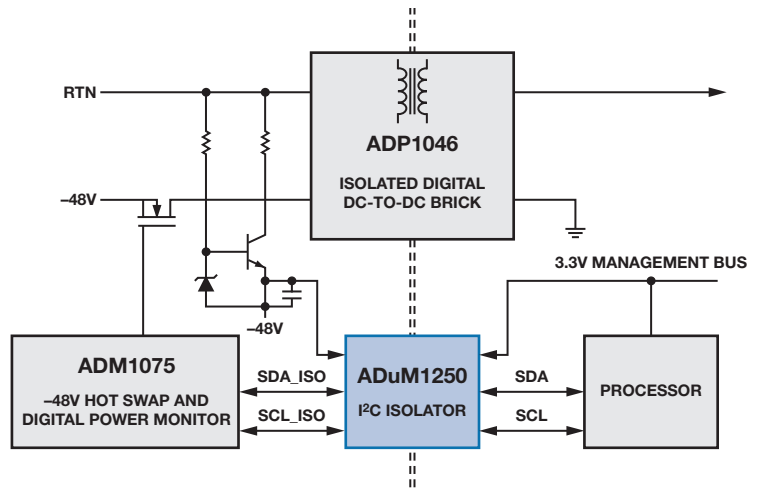 RTN
ADP1046
ISOLATED DIGITAL
DC-TO-DC BRICK
–48V
3.3V MANAGEMENT BUS
–48V
ADM1075
–48V HOT SWAP AND
DIGITAL POWER MONITOR
SDA_ISO
SCL_ISO
ADuM1250
I²C ISOLATOR
SDA
SCL
PROCESSOR